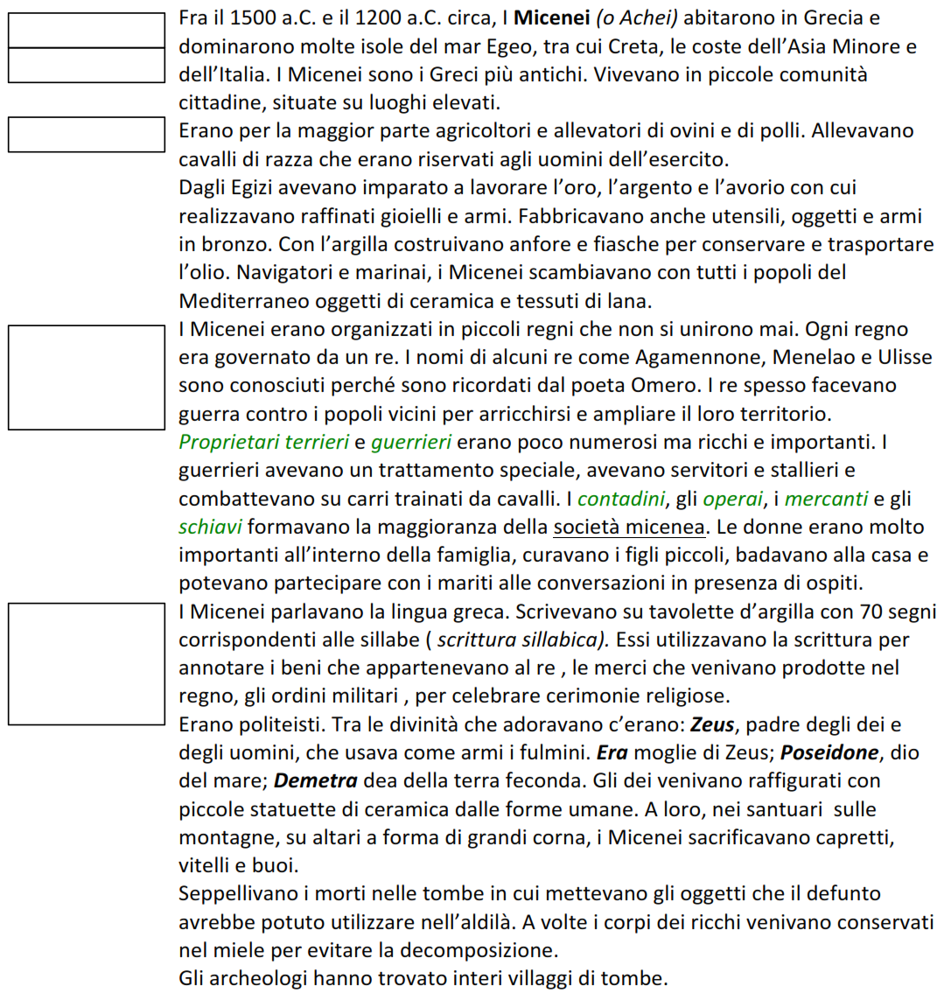 Fra il 1500 a.C. e il 1200 a.C. circa, I Micenei (o Achei) abitarono in Grecia e
dominarono molte isole del mar Egeo, tra cui Creta, le coste dell’Asia Minore e
dell’Italia. I Micenei sono i Greci più antichi. Vivevano in piccole comunità
cittadine, situate su luoghi elevati.
Erano per la maggior parte agricoltori e allevatori di ovini e di polli. Allevavano
cavalli di razza che erano riservati agli uomini dell’esercito.
Dagli Egizi avevano imparato a lavorare l’oro, l’argento e l’avorio con cui
realizzavano raffinati gioielli e armi. Fabbricavano anche utensili, oggetti e armi
in bronzo. Con l’argilla costruivano anfore e fiasche per conservare e trasportare
l’olio. Navigatori e marinai, i Micenei scambiavano con tutti i popoli del
Mediterraneo oggetti di ceramica e tessuti di lana.
I Micenei erano organizzati in piccoli regni che non si unirono mai. Ogni regno
era governato da un re. I nomi di alcuni re come Agamennone, Menelao e Ulisse
sono conosciuti perché sono ricordati dal poeta Omero. I re spesso facevano
guerra contro i popoli vicini per arricchirsi e ampliare il loro territorio.
Proprietari terrieri e guerrieri erano poco numerosi ma ricchi e importanti. I
guerrieri avevano un trattamento speciale, avevano servitori e stallieri e
combattevano su carri trainati da cavalli. I contadini, gli operai, i mercanti e gli
schiavi formavano la maggioranza della società micenea. Le donne erano molto
importanti all’interno della famiglia, curavano i figli piccoli, badavano alla casa e
potevano partecipare con i mariti alle conversazioni in presenza di ospiti.
I Micenei parlavano la lingua greca. Scrivevano su tavolette d’argilla con 70 segni
corrispondenti alle sillabe ( scrittura sillabica). Essi utilizzavano la scrittura per
annotare i beni che appartenevano al re , le merci che venivano prodotte nel
regno, gli ordini militari , per celebrare cerimonie religiose.
Erano politeisti. Tra le divinità che adoravano c’erano: Zeus, padre degli dei e
degli uomini, che usava come armi i fulmini. Era moglie di Zeus; Poseidone, dio
del mare; Demetra dea della terra feconda. Gli dei venivano raffigurati con
piccole statuette di ceramica dalle forme umane. A loro, nei santuari  sulle
montagne, su altari a forma di grandi corna, i Micenei sacrificavano capretti,
vitelli e buoi.
Seppellivano i morti nelle tombe in cui mettevano gli oggetti che il defunto
avrebbe potuto utilizzare nell’aldilà. A volte i corpi dei ricchi venivano conservati
nel miele per evitare la decomposizione.
Gli archeologi hanno trovato interi villaggi di tombe.